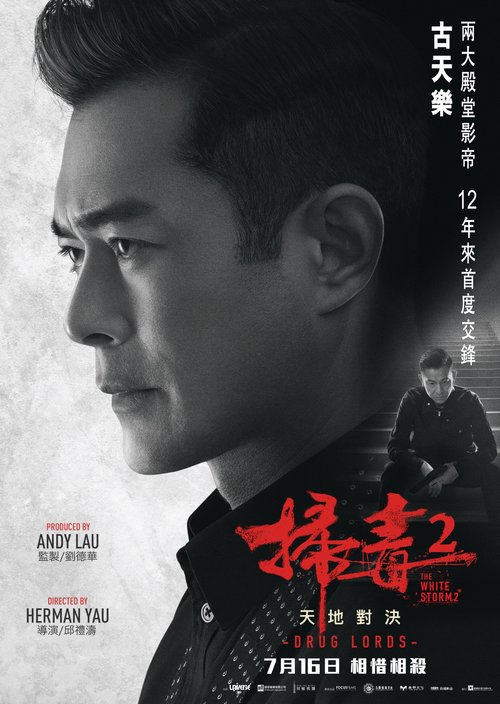 古天樂
兩大殿堂影帝 12年來首度交鋒
PRODUCED BY
ANDY LAU
監製/劉德華
DIRECTED BY
HERMAN YAU
導演/邱禮濤
掃毒2
THE
WHITE
STORM2
天地對決
-DRUG LORDS-
7月16日 相惜相殺
UNIVERSE